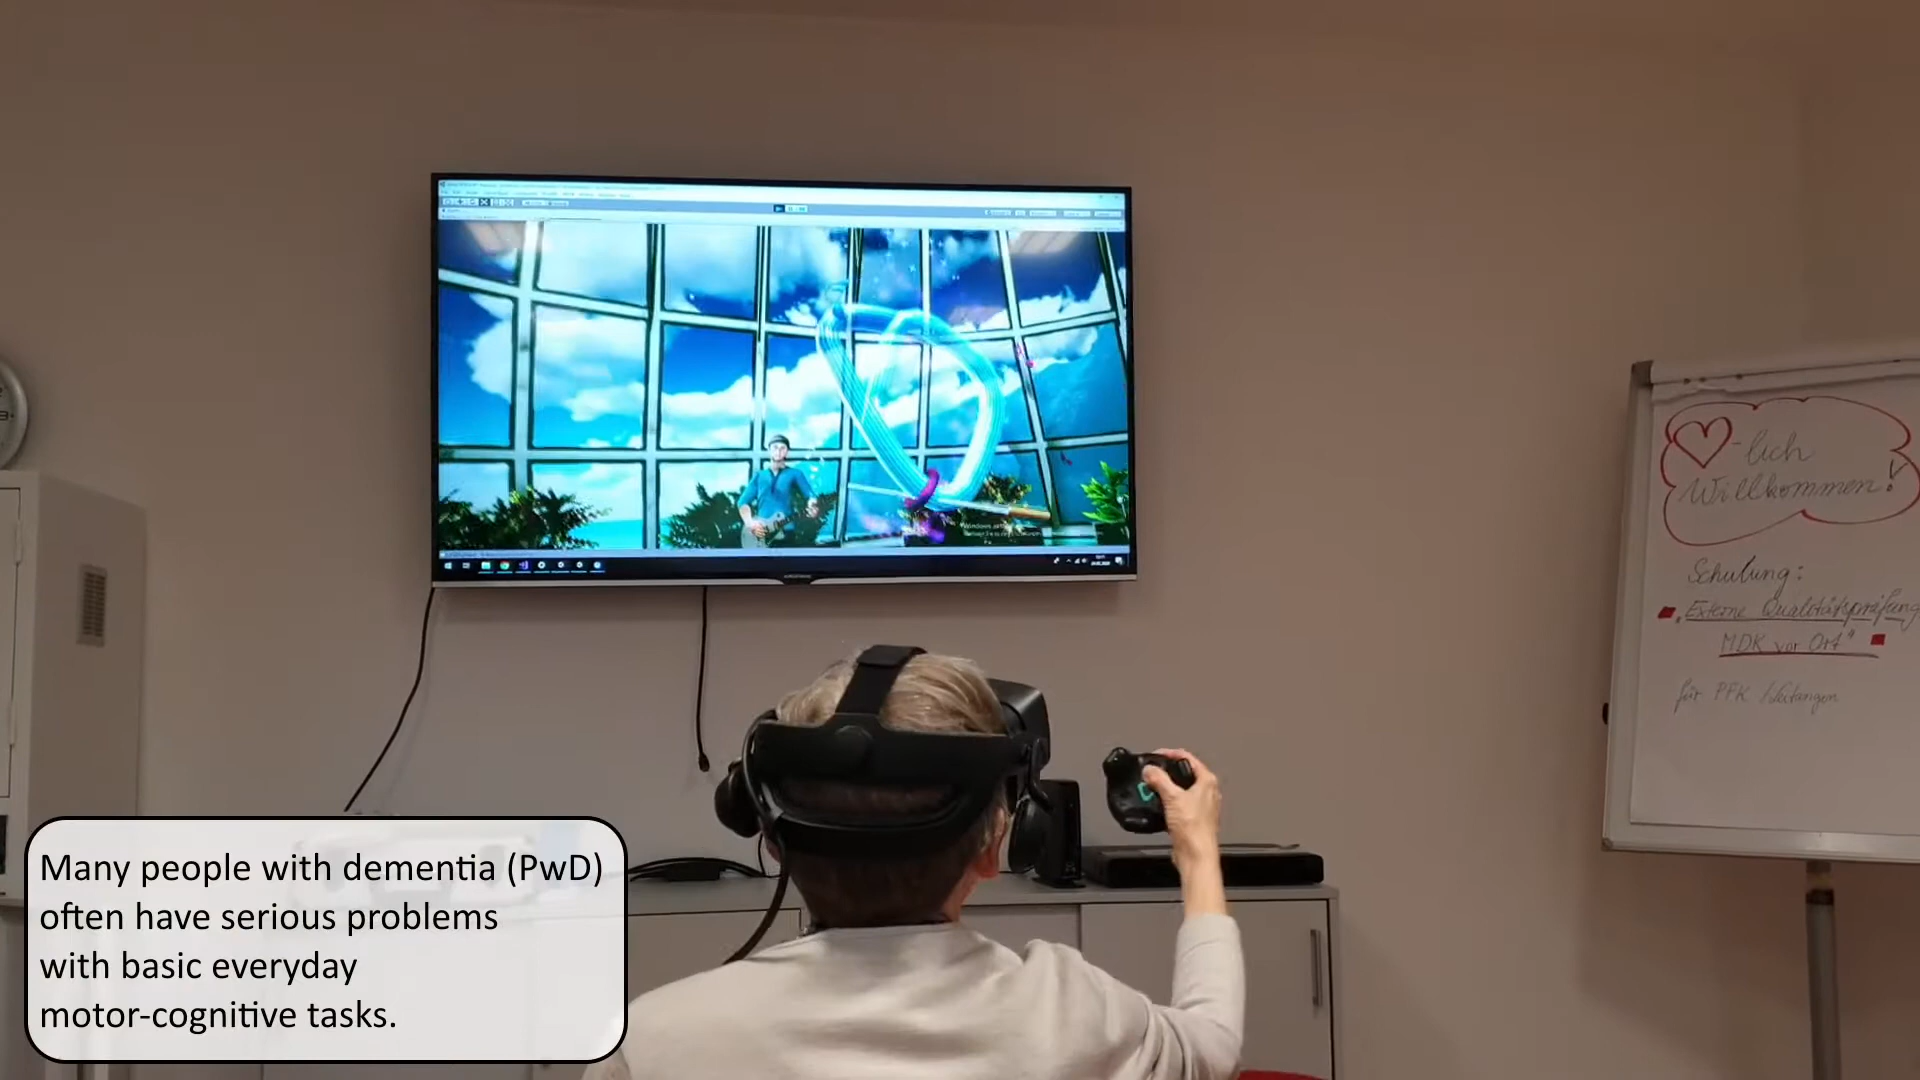 ♡-lich
Willkommen!
Schulung:
"Externe Qualitätsprüfung
MDK vor Ort"
für PFK
Many people with dementia (PwD)
often have serious problems
with basic everyday
motor-cognitive tasks.